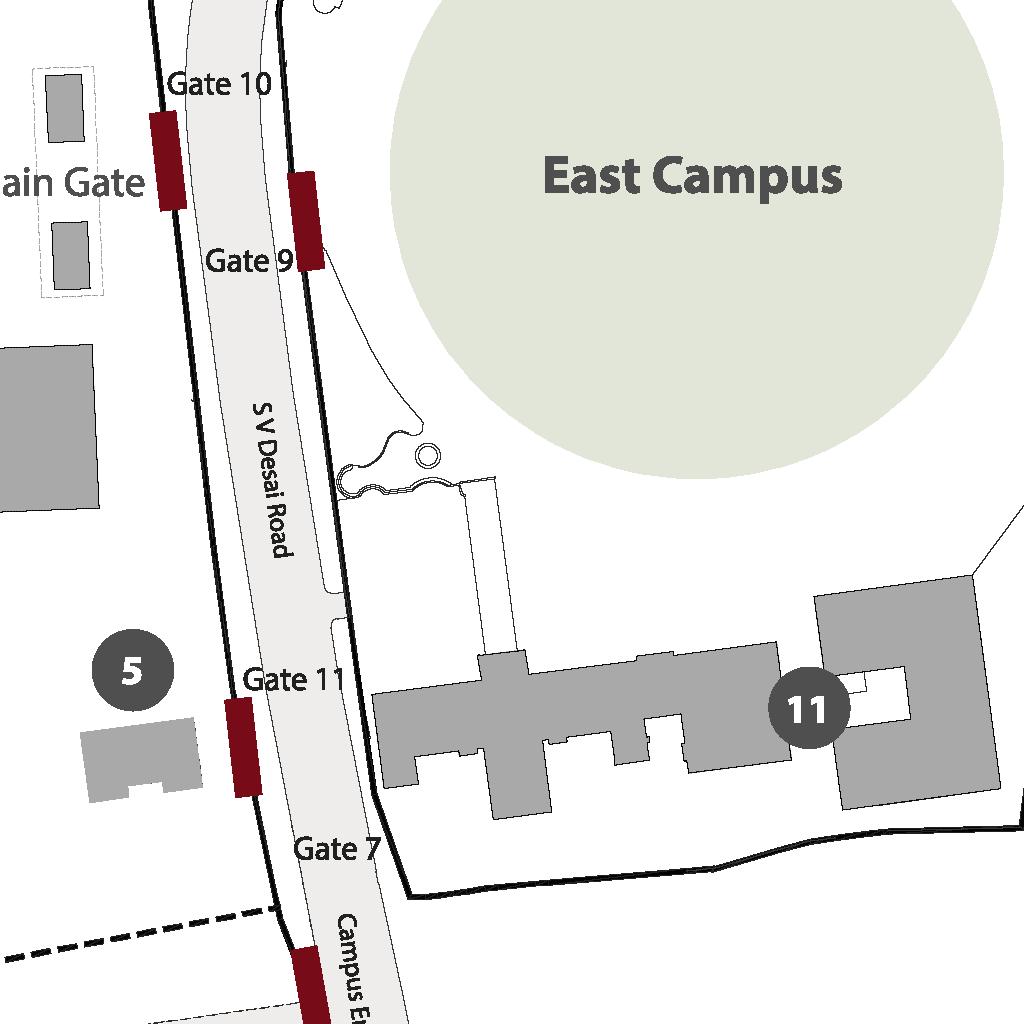 Gate 10
East Campus
ain Gate
Gate 9
S V Desai Road
5
Gate 11
11
Gate 7
Campus